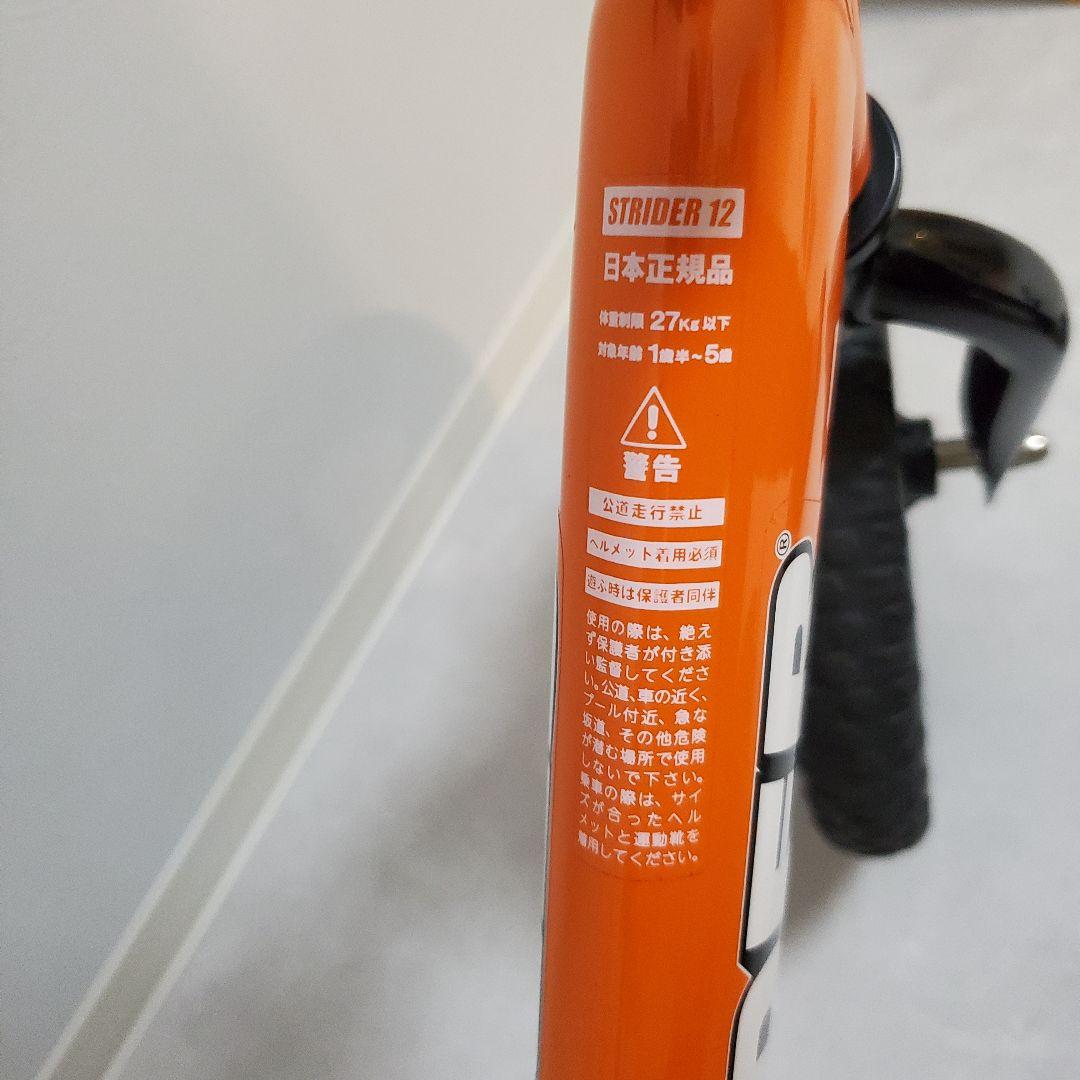 STRIDER 12
日本正規品
体重制限 27Kg 以下
対象年齢 1歳半~5歳
警告
公道走行禁止
ヘルメット着用必須
遊ぶ時は保護者同伴
使用の際は、絶え
ず保護者が付き添
い監督してくださ
い。公道、車の近く、
プール付近、急な
坂道、その他危険
が潜む場所で使用
しないで下さい。
乗車の際は、サイ
ズが合ったヘル
メットと運動靴を
着用してください。
®